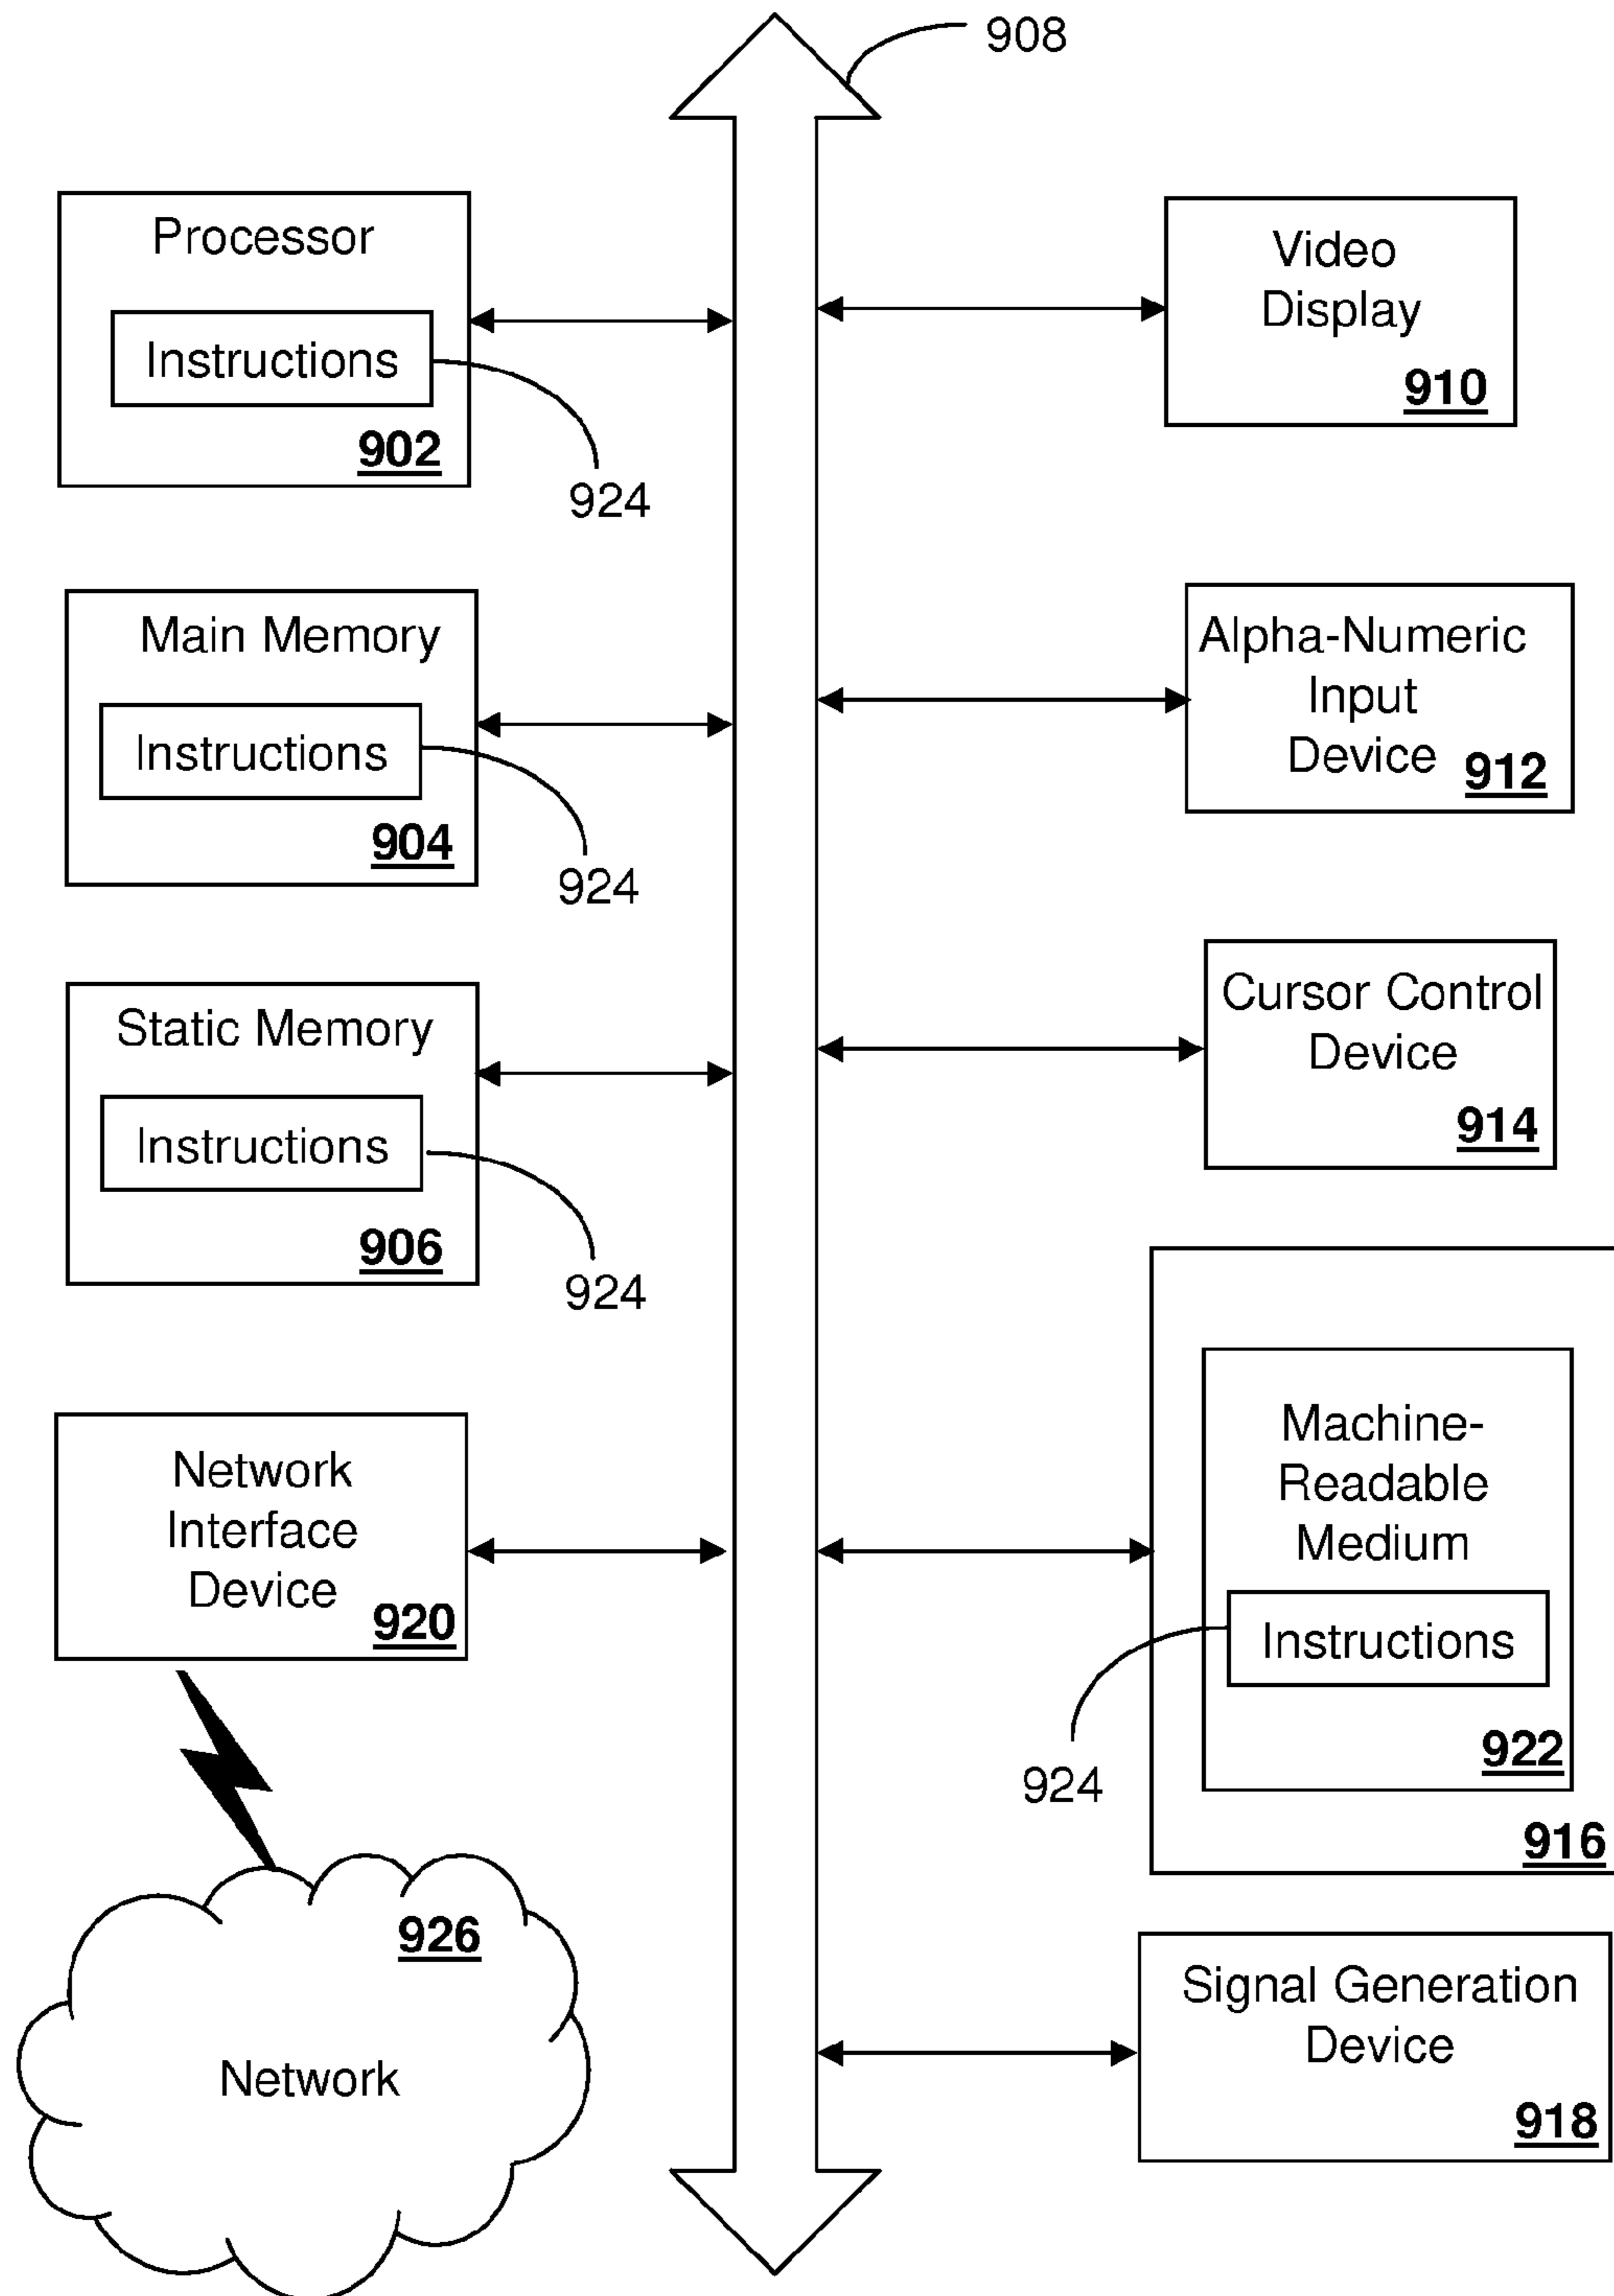 908
Processor
Instructions
902
924
Main Memory
Instructions
904
924
Static Memory
Instructions
906
924
Network
Interface
Device
920
926
Network
Video
Display
910
Alpha-Numeric
Input
Device 912
Cursor Control
Device
914
Machine-
Readable
Medium
Instructions
922
924
916
Signal Generation
Device
918